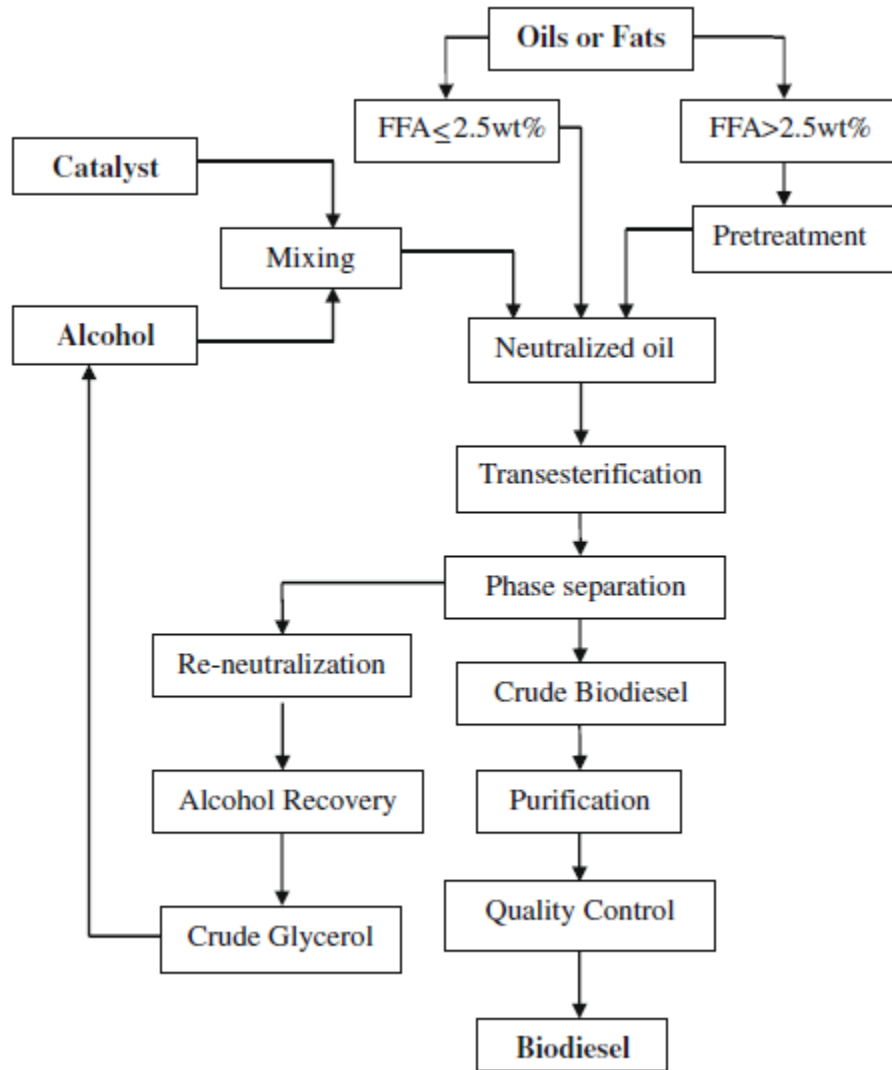 Oils or Fats
FFA≤2.5wt%
FFA>2.5wt%
Catalyst
Pretreatment
Mixing
Alcohol
Neutralized oil
Transesterification
Phase separation
Re-neutralization
Crude Biodiesel
Alcohol Recovery
Purification
Quality Control
Crude Glycerol
Biodiesel